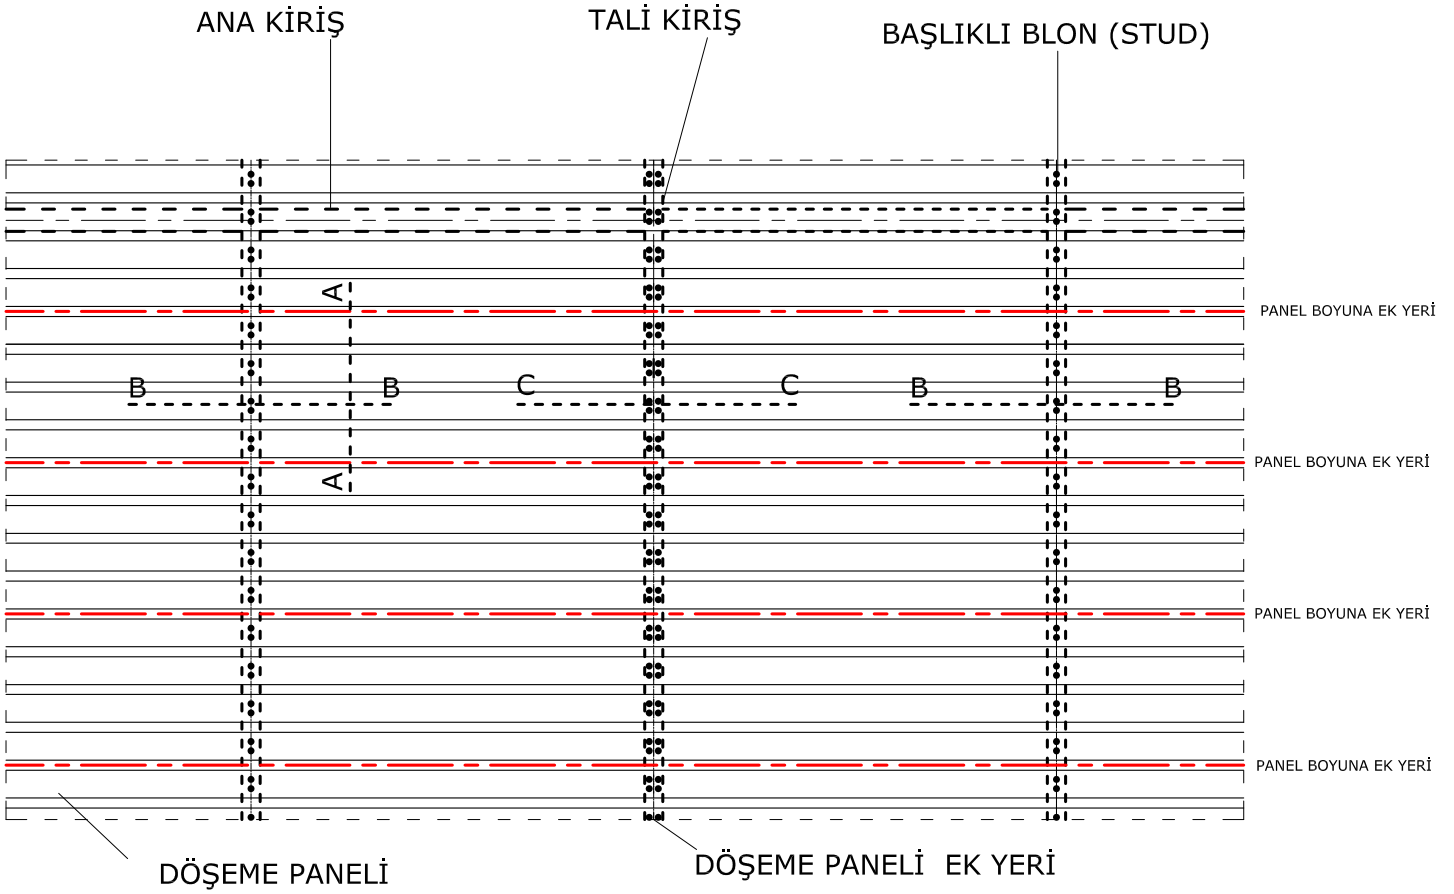 ANA KİRİŞ
TALİ KİRİŞ
BAŞLIKLI BLON (STUD)
A
PANEL BOYUNA EK YERİ
B
B
C
C
B
B
PANEL BOYUNA EK YERİ
A
PANEL BOYUNA EK YERİ
PANEL BOYUNA EK YERİ
DÖŞEME PANELİ
DÖŞEME PANELİ EK YERİ